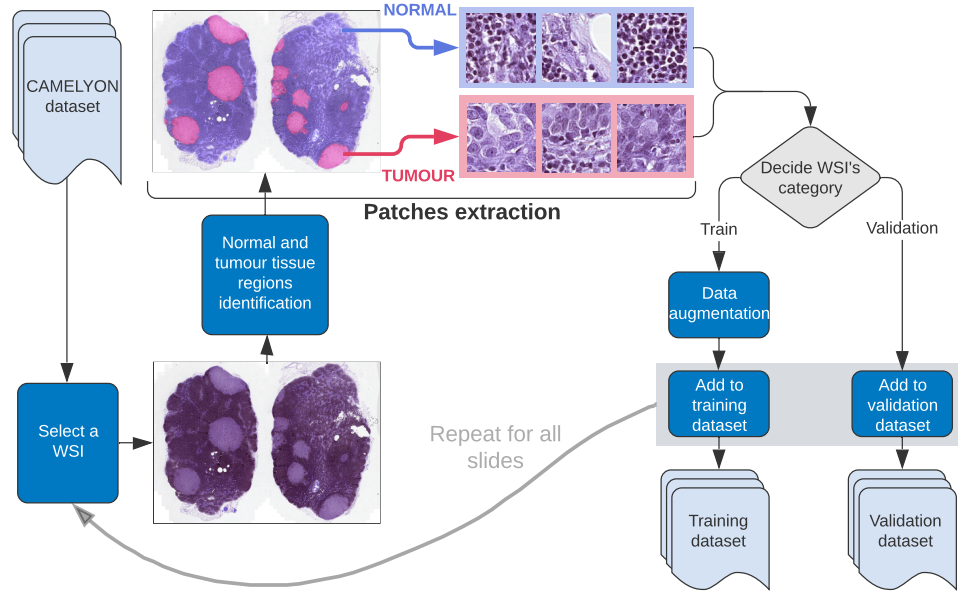 NORMAL
CAMELYON
dataset
TUMOUR
Patches extraction
Decide WSI's
category
Train
Validation
Normal and
tumour tissue
regions
identification
Data
augmentation
Select a
WSI
Add to
training
dataset
Add to
validation
dataset
Repeat for all
slides
Training
dataset
Validation
dataset